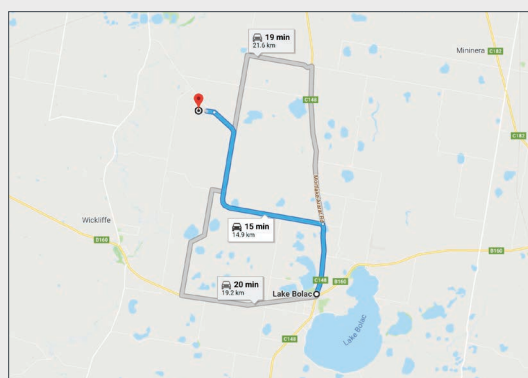 19 min
21.6 km
Mininera
C182
C148
C182
Wickliffe
15 min
14.9 km
B160
B160
20 min
19.2 km
Lake Bolac
C148
B160
C148
Lake Bolac